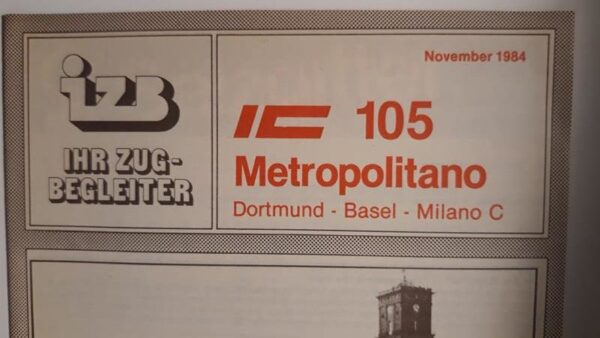 izb
IHR ZUG-
BEGLEITER
November 1984
IC 105
Metropolitano
Dortmund - Basel - Milano C